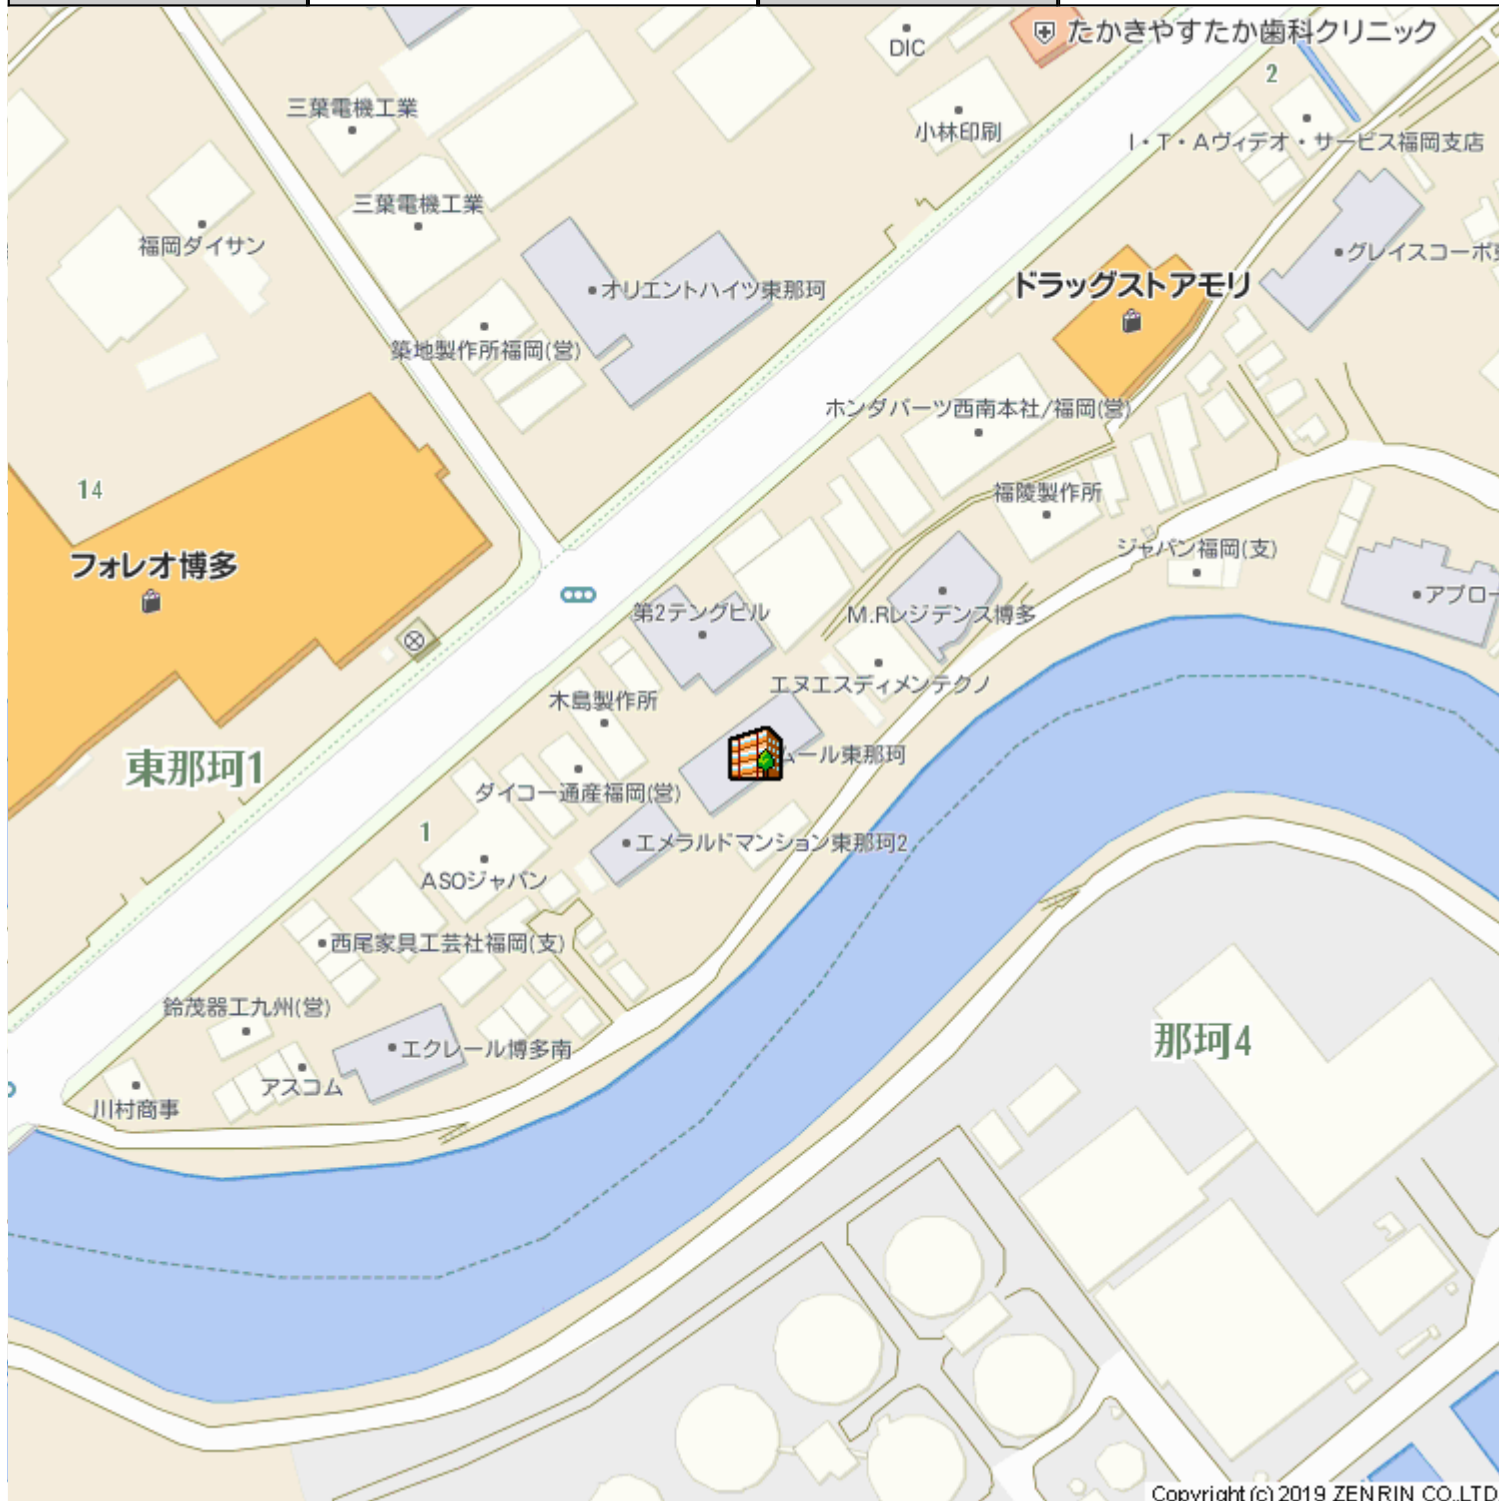 DIC
たかきやすたか歯科クリニック
2
三葉電機工業
小林印刷
I・T・Aヴィデオ・サービス福岡支店
三葉電機工業
福岡ダイサン
グレイスコーポ
オリエントハイツ東那珂
ドラッグストアモリ
築地製作所福岡(営)
ホンダパーツ西南本社/福岡(営)
14
福陵製作所
フォレオ博多
ジャパン福岡(支)
第2テングビル
M.Rレジデンス博多
アプロー
エヌエスディメンテクノ
木島製作所
東那珂1
ムール東那珂
ダイコー通産福岡(営)
1
エメラルドマンション東那珂2
ASOジャパン
西尾家具工芸社福岡(支)
鈴茂器工九州(営)
エクレール博多南
那珂4
アスコム
川村商事
Copyright (c) 2019 ZENRIN CO.,LTD